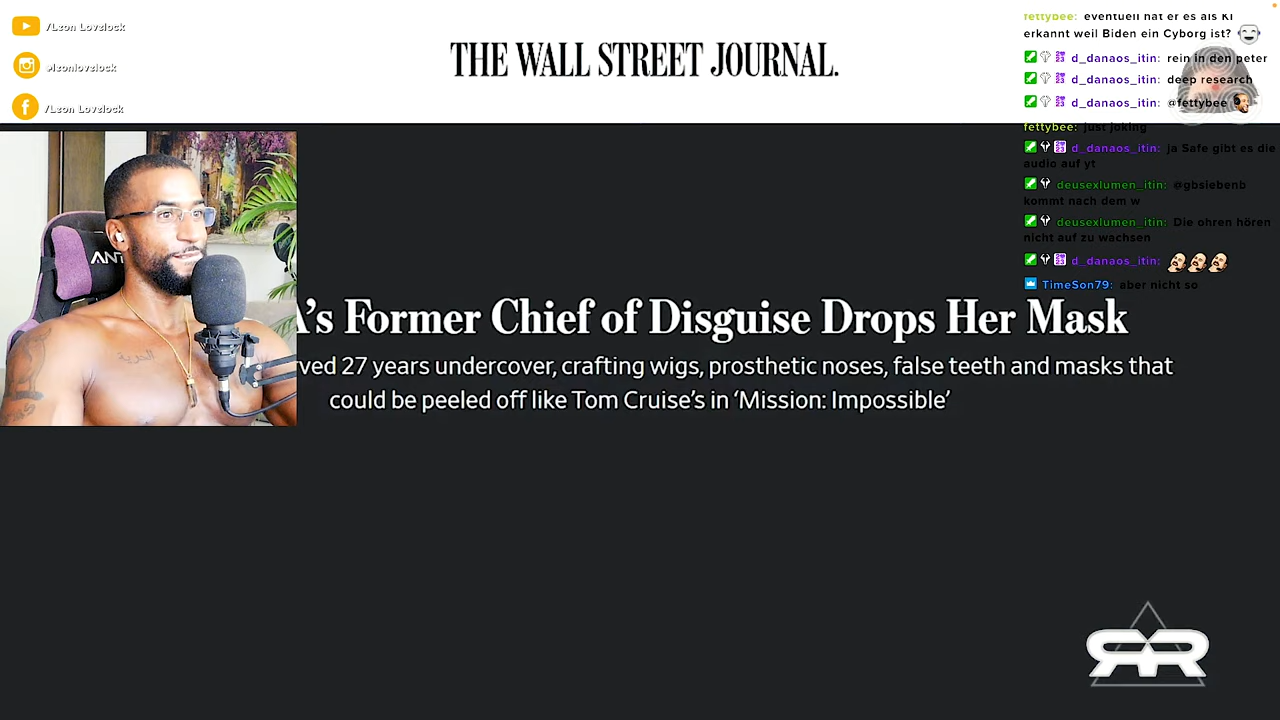 /Leon Lovelock
THE WALL STREET JOURNAL.
fettybee: eventuell hat er es als KI
erkannt weil Biden ein Cyborg ist?
d_danaos_itin: rein in den peter
d_danaos_itin: deep research
d_danaos_itin: @fettybee
fettybee: just joking
d_danaos_itin: ja Safe gibt es die
audio auf yt
deusexlumen_itin: @gbsiebenb
kommt nach dem w
deusexlumen_itin: Die ohren hören
nicht auf zu wachsen
d_danaos_itin:
TimeSon79: aber nicht so
/Leon Lovelock
ANT
الحرية
A's Former Chief of Disguise Drops Her Mask
ved 27 years undercover, crafting wigs, prosthetic noses, false teeth and masks that
could be peeled off like Tom Cruise's in ‘Mission: Impossible’
RR